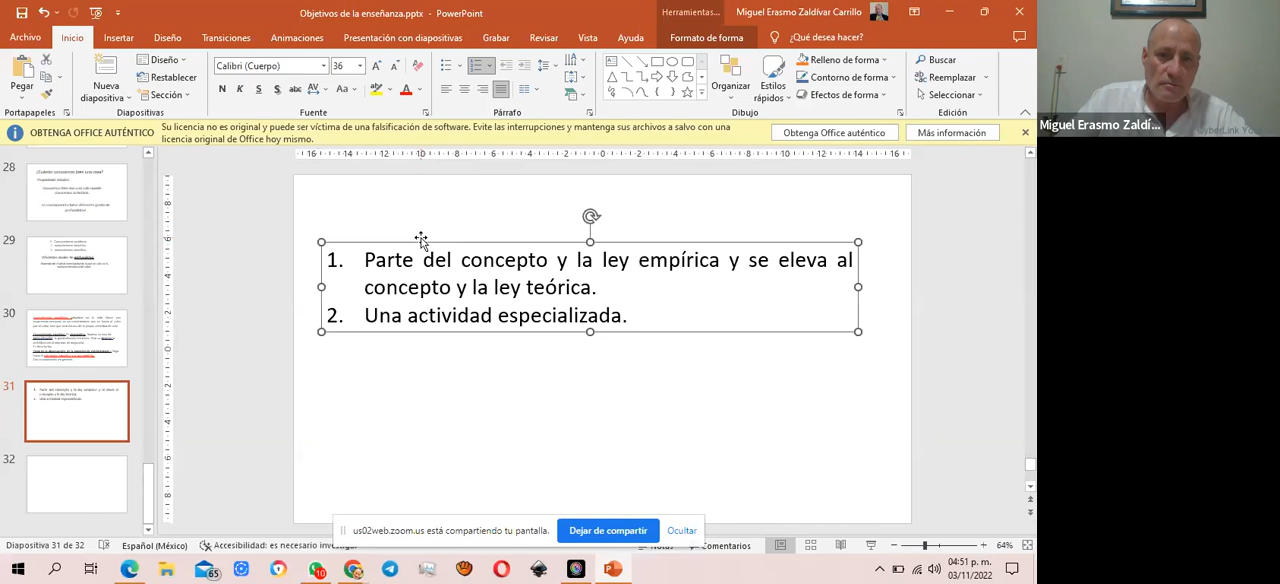 Objetivos de la enseñanza.pptx - PowerPoint
Herramientas...
Miguel Erasmo Zaldívar Carrillo
Archivo Inicio Insertar Diseño Transiciones Animaciones Presentación con diapositivas Grabar Revisar Vista Ayuda Formato de forma ¿Qué desea hacer?
Pegar
Nueva diapositiva
Diseño
Restablecer
Sección
Calibri (Cuerpo) 36
N K S S abc AV Aa A
Organizar
Estilos rápidos
Relleno de forma
Contorno de forma
Efectos de forma
Buscar
Reemplazar
Seleccionar
Portapapeles Diapositivas Fuente Párrafo Dibujo Edición
OBTENGA OFFICE AUTÉNTICO
Su licencia no es original y puede ser víctima de una falsificación de software. Evite las interrupciones y mantenga sus archivos a salvo con una
licencia original de Office hoy mismo.
Obtenga Office auténtico
Más información
Miguel Erasmo Zaldí...
28
29
30
31
32
1. Parte del concepto y la ley empírica y se eleva al
concepto y la ley teórica.
2. Una actividad especializada.
us02web.zoom.us está compartiendo tu pantalla.
Dejar de compartir
Ocultar
Diapositiva 31 de 32
Español (México)
Accesibilidad: es necesario investigar
Notas
Comentarios
64%
65
10
04:51 p. m.
03/11/2022